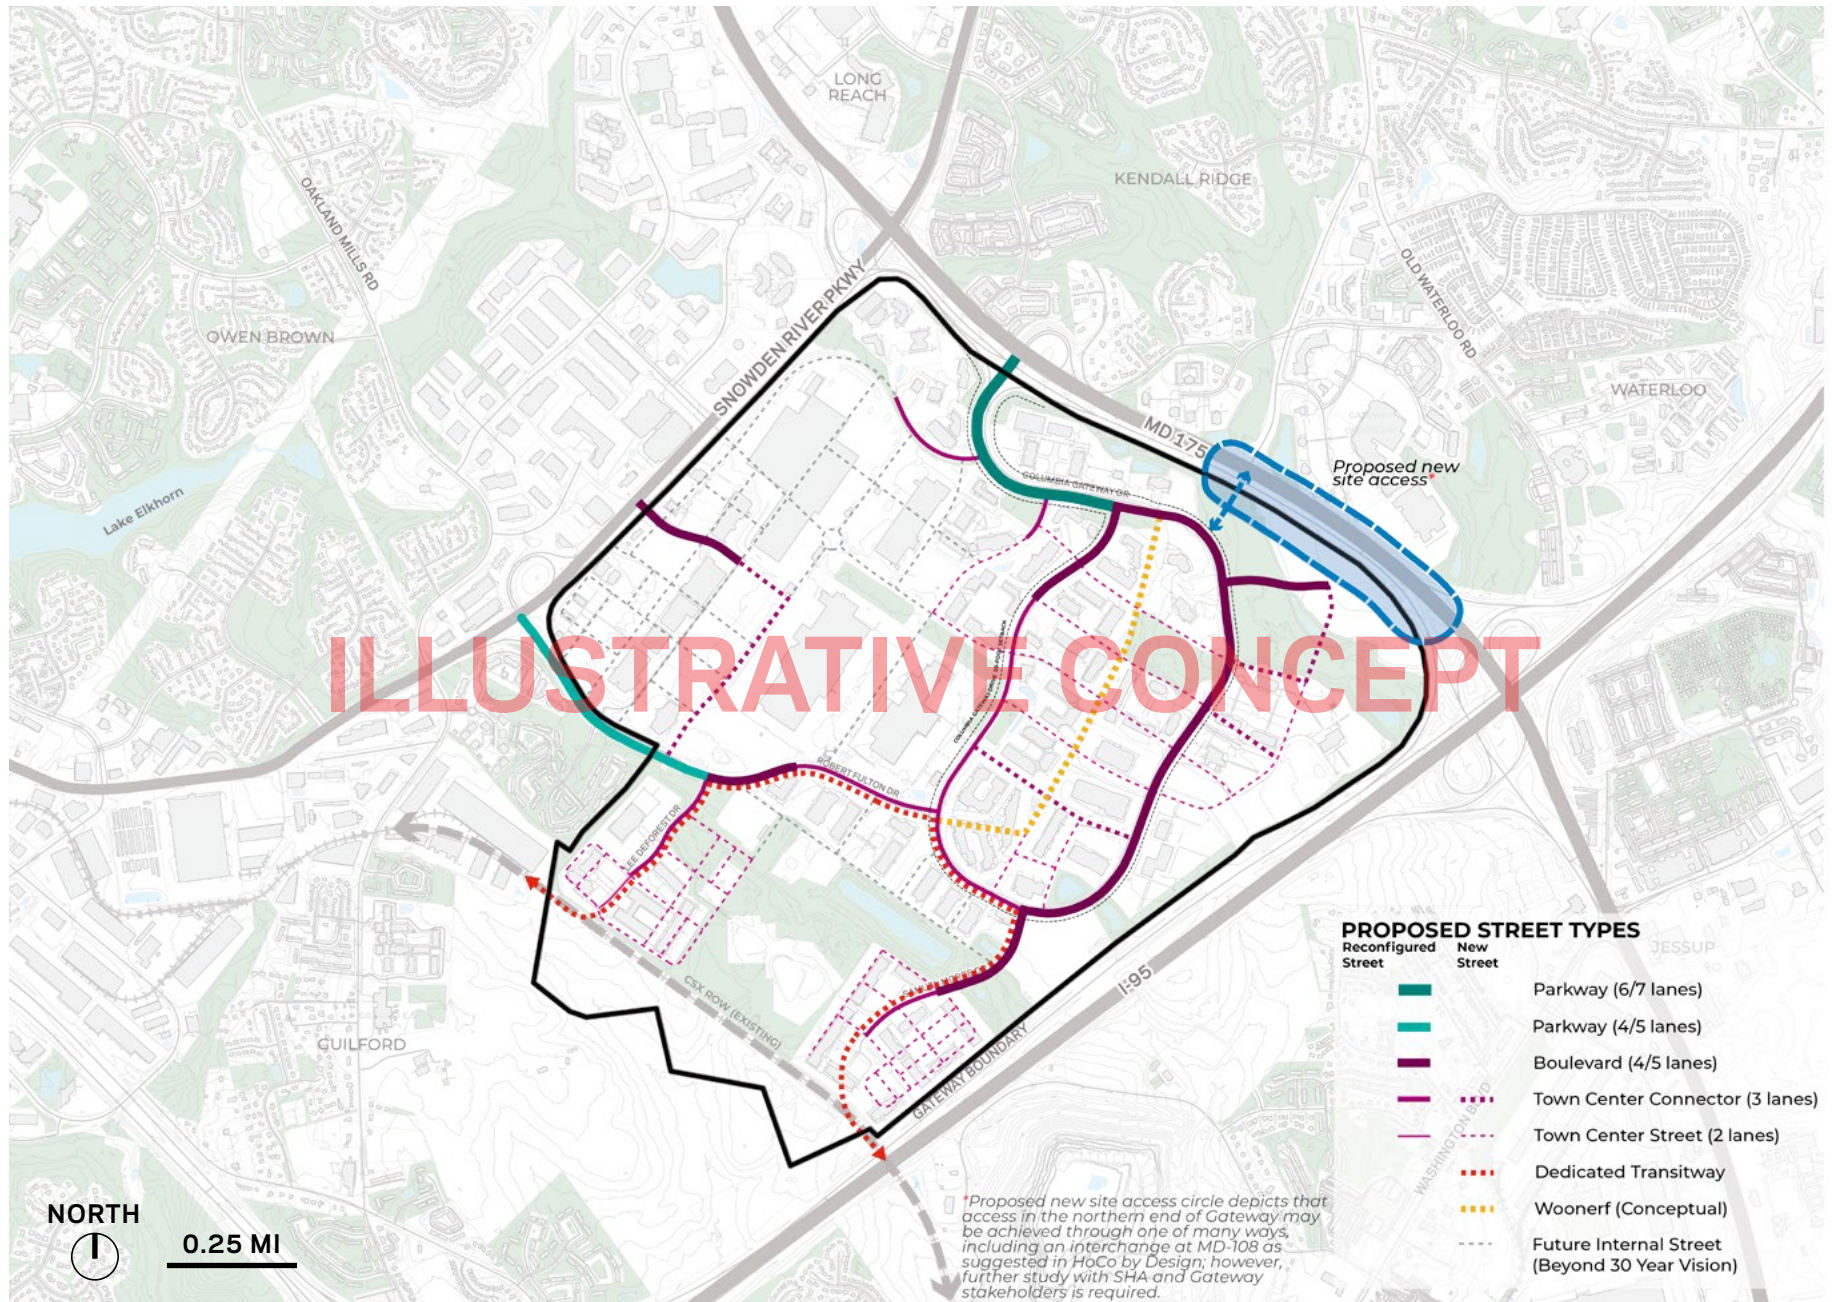 LONG
REACH
KENDALL RIDGE
OAKLAND MILLS RD
OWEN BROWN
SNOWDEN RIVER PKWY
OLD WATERLOO RD
WATERLOO
MD 175
Proposed new
site access*
Lake Elkhorn
COLUMBIA GATEWAY DR
ILLUSTRATIVE CONCEPT
ROBERT FULTON DR
LEE DEFOREST DR
CSX ROW (EXISTING)
GUILFORD
I-95
GATEWAY BOUNDARY
JESSUP
WASHINGTON BLVD
PROPOSED STREET TYPES
Reconfigured Street
New Street
Parkway (6/7 lanes)
Parkway (4/5 lanes)
Boulevard (4/5 lanes)
Town Center Connector (3 lanes)
Town Center Street (2 lanes)
Dedicated Transitway
Woonerf (Conceptual)
Future Internal Street
(Beyond 30 Year Vision)
NORTH
0.25 MI
*Proposed new site access circle depicts that
access in the northern end of Gateway may
be achieved through one of many ways,
including an interchange at MD-108 as
suggested in HoCo by Design; however,
further study with SHA and Gateway
stakeholders is required.